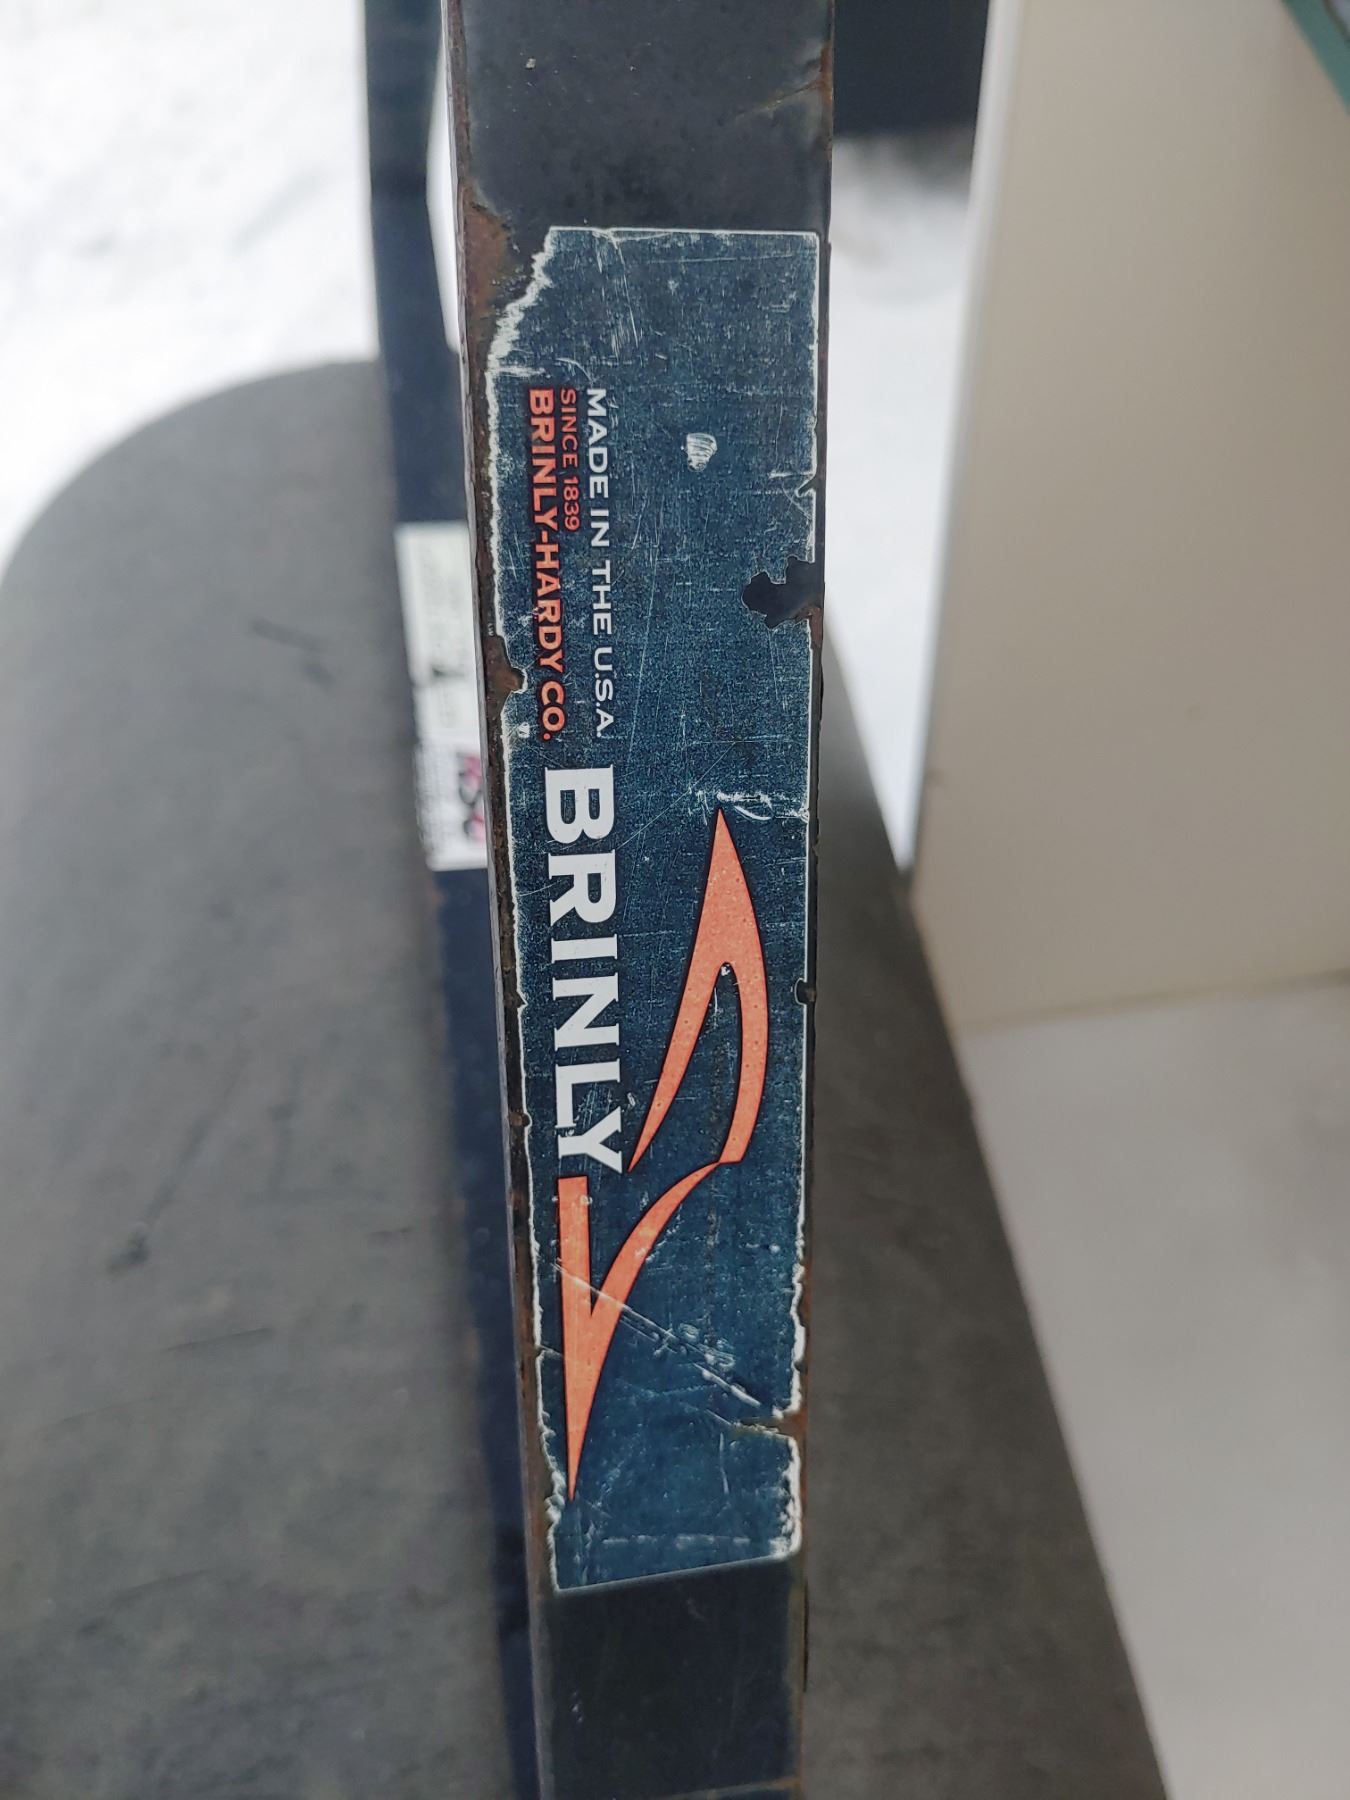 MADE IN THE U.S.A.
SINCE 1839
BRINLY-HARDY CO.
BRINLY